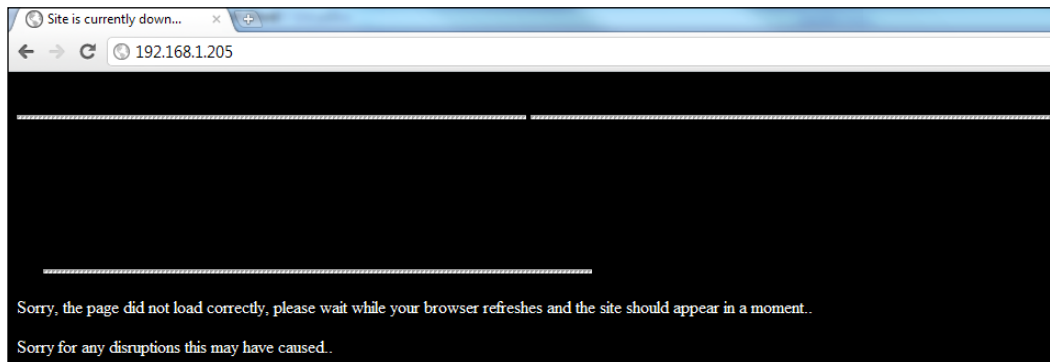 Site is currently down...
192.168.1.205
Sorry, the page did not load correctly, please wait while your browser refreshes and the site should appear in a moment..
Sorry for any disruptions this may have caused..